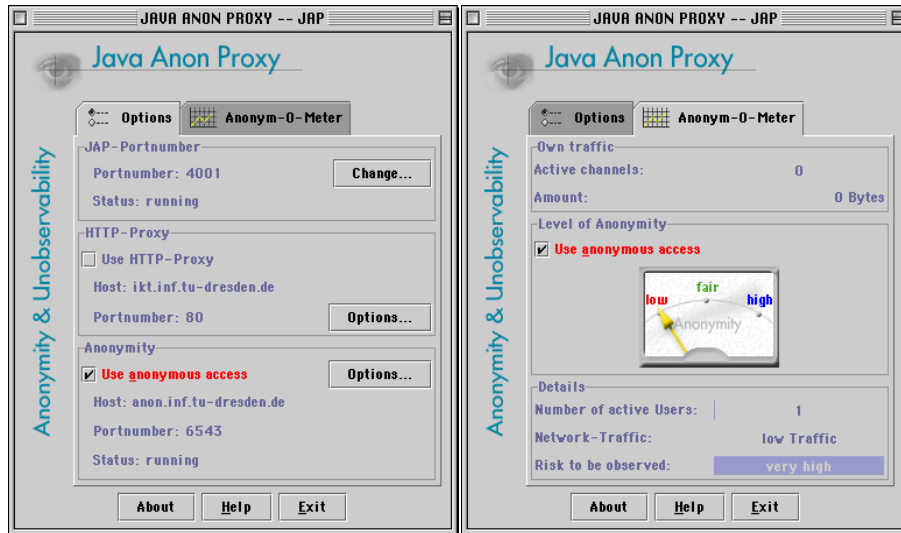 JAVA ANON PROXY -- JAP
Java Anon Proxy
Anonymity & Unobservability
Options
Anonym-O-Meter
JAP-Portnumber
Portnumber: 4001
Change...
Status: running
HTTP-Proxy
Use HTTP-Proxy
Host: ikt.inf.tu-dresden.de
Portnumber: 80
Options...
Anonymity
Use anonymous access
Options...
Host: anon.inf.tu-dresden.de
Portnumber: 6543
Status: running
About Help Exit
JAVA ANON PROXY -- JAP
Java Anon Proxy
Anonymity & Unobservability
Options
Anonym-O-Meter
Own traffic
Active channels: 0
Amount: 0 Bytes
Level of Anonymity
Use anonymous access
fair
low high
Anonymity
Details
Number of active Users: 1
Network-Traffic: low Traffic
Risk to be observed: very high
About Help Exit